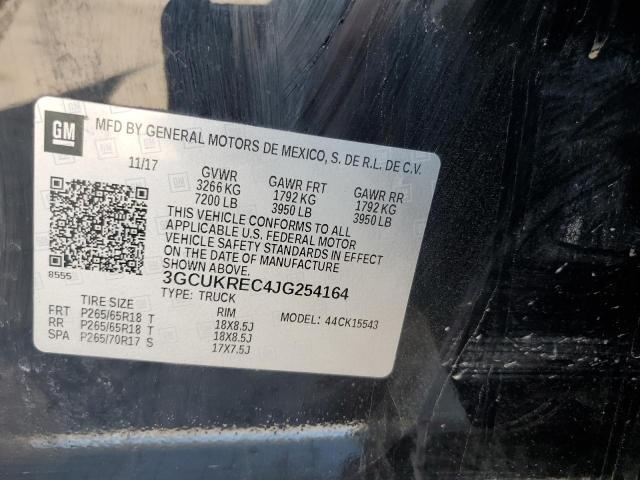 GM MFD BY GENERAL MOTORS DE MEXICO, S. DE R.L. DE C.V.
11/17 GVWR GAWR FRT GAWR RR
3266 KG 1792 KG 1792 KG
7200 LB 3950 LB 3950 LB
THIS VEHICLE CONFORMS TO ALL
APPLICABLE U.S. FEDERAL MOTOR
VEHICLE SAFETY STANDARDS IN EFFECT
ON THE DATE OF MANUFACTURE
SHOWN ABOVE.
8555
3GCUKREC4JG254164
TYPE: TRUCK
TIRE SIZE RIM MODEL: 44CK15543
FRT P265/65R18 T 18X8.5J
RR P265/65R18 T 18X8.5J
SPA P265/70R17 S 17X7.5J